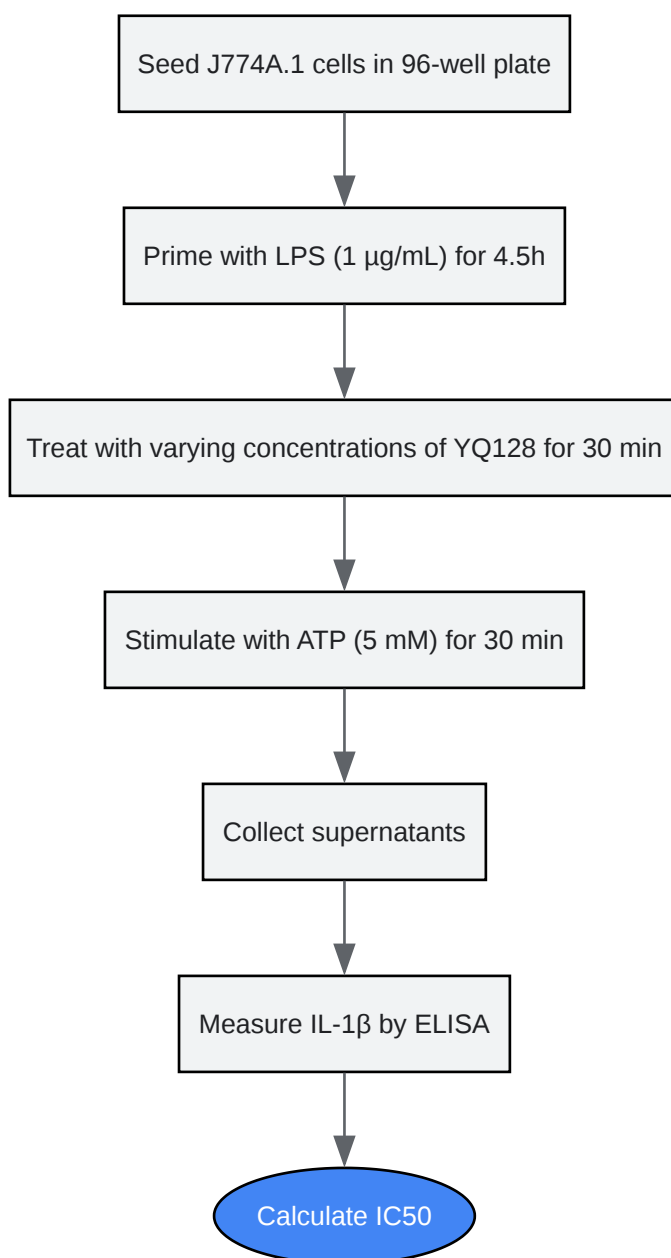 Seed J774A.1 cells in 96-well plate
Prime with LPS (1 µg/mL) for 4.5h
Treat with varying concentrations of YQ128 for 30 min
Stimulate with ATP (5 mM) for 30 min
Collect supernatants
Measure IL-1β by ELISA
Calculate IC50